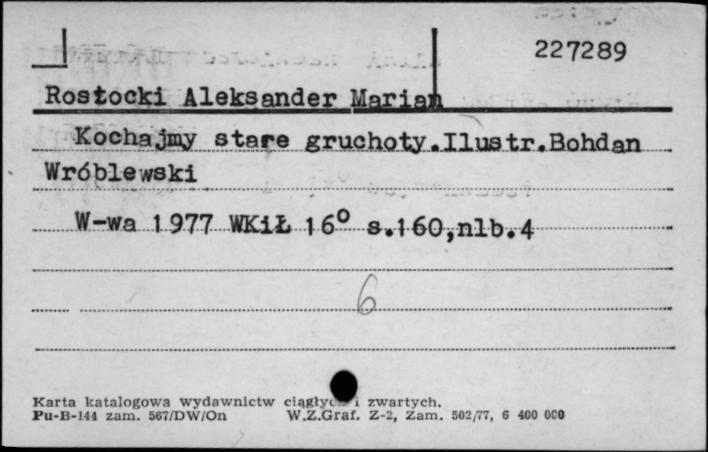 227289
Rostocki Aleksander Marian
Kochajmy stare gruchoty.Ilustr.Bohdan
Wróblewski
W-wa 1977 WKiŁ 16° s.160,nlb.4
6
Karta katalogowa wydawnictw i zwartych.
Pu-B-144 zam. 567/DW/On W.Z.Graf. Z-2, Zam. 502/77, 6 400 000